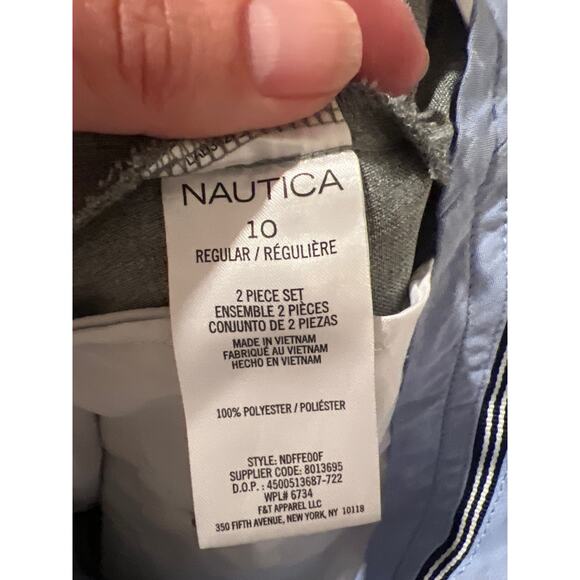 NAUTICA
10
REGULAR / RÉGULIÈRE
2 PIECE SET
ENSEMBLE 2 PIÈCES
CONJUNTO DE 2 PIEZAS
MADE IN VIETNAM
FABRIQUÉ AU VIETNAM
HECHO EN VIETNAM
100% POLYESTER / POLIÉSTER
STYLE: NDFFE00F
SUPPLIER CODE: 8013695
D.O.P. : 4500513687-722
WPL# 6734
F&T APPAREL LLC
350 FIFTH AVENUE, NEW YORK, NY 10118